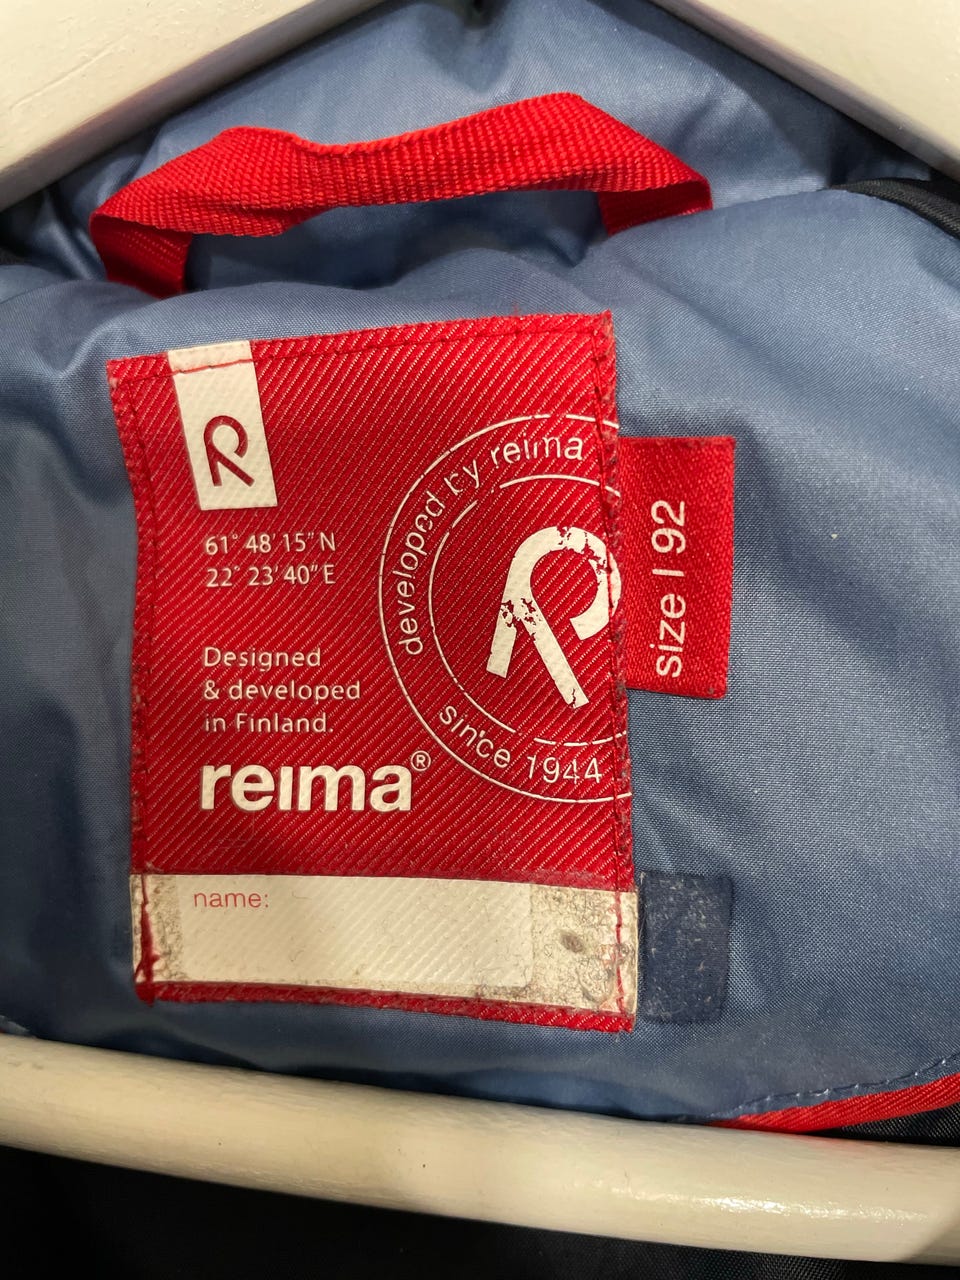 61° 48' 15" N
22° 23' 40" E
developed by reima
since 1944
Designed
& developed
in Finland.
reima®
name:
size | 92